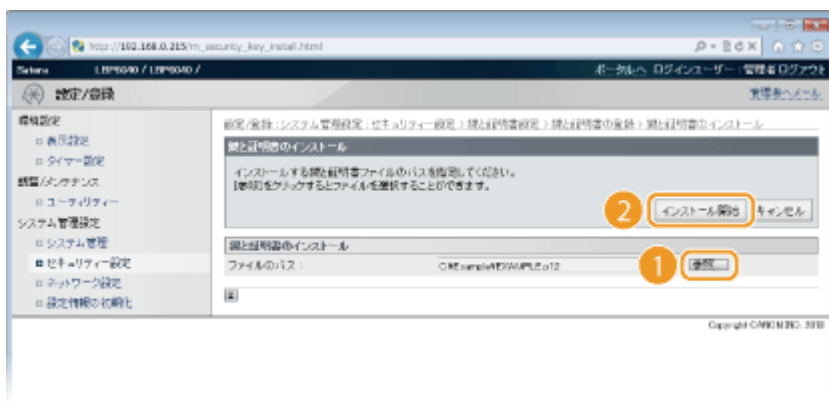 http://192.168.0.215/m_security_key_install.html
Satera LBP6040 / LBP6040 / ポータルへ ログインユーザー：管理者 ログアウト
設定/登録 管理者へメール
環境設定
表示設定
タイマー設定
調整/メンテナンス
ユーティリティー
システム管理設定
システム管理
セキュリティー設定
ネットワーク設定
設定情報の初期化
設定/登録 : システム管理設定 : セキュリティー設定 > 鍵と証明書設定 > 鍵と証明書の登録 > 鍵と証明書のインストール
鍵と証明書のインストール
インストールする鍵と証明書ファイルのパスを指定してください。
[参照]をクリックするとファイルを選択することができます。
2 インストール開始 キャンセル
鍵と証明書のインストール
ファイルのパス : C:\Example\EXAMPLE.p12 1 参照...
Copyright CANON INC.